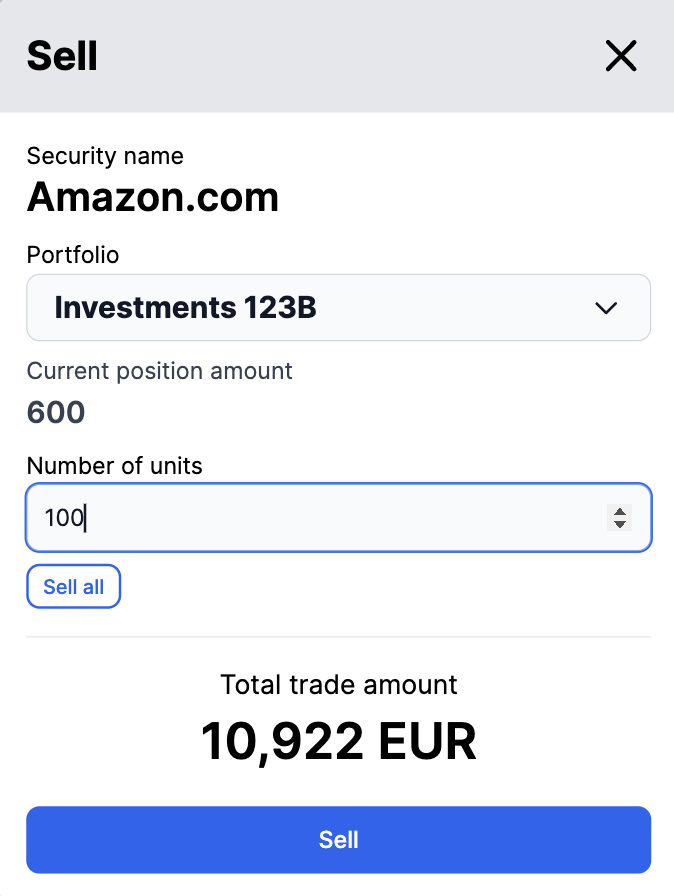 Sell
Security name
Amazon.com
Portfolio
Investments 123B
Current position amount
600
Number of units
100
Sell all
Total trade amount
10,922 EUR
Sell